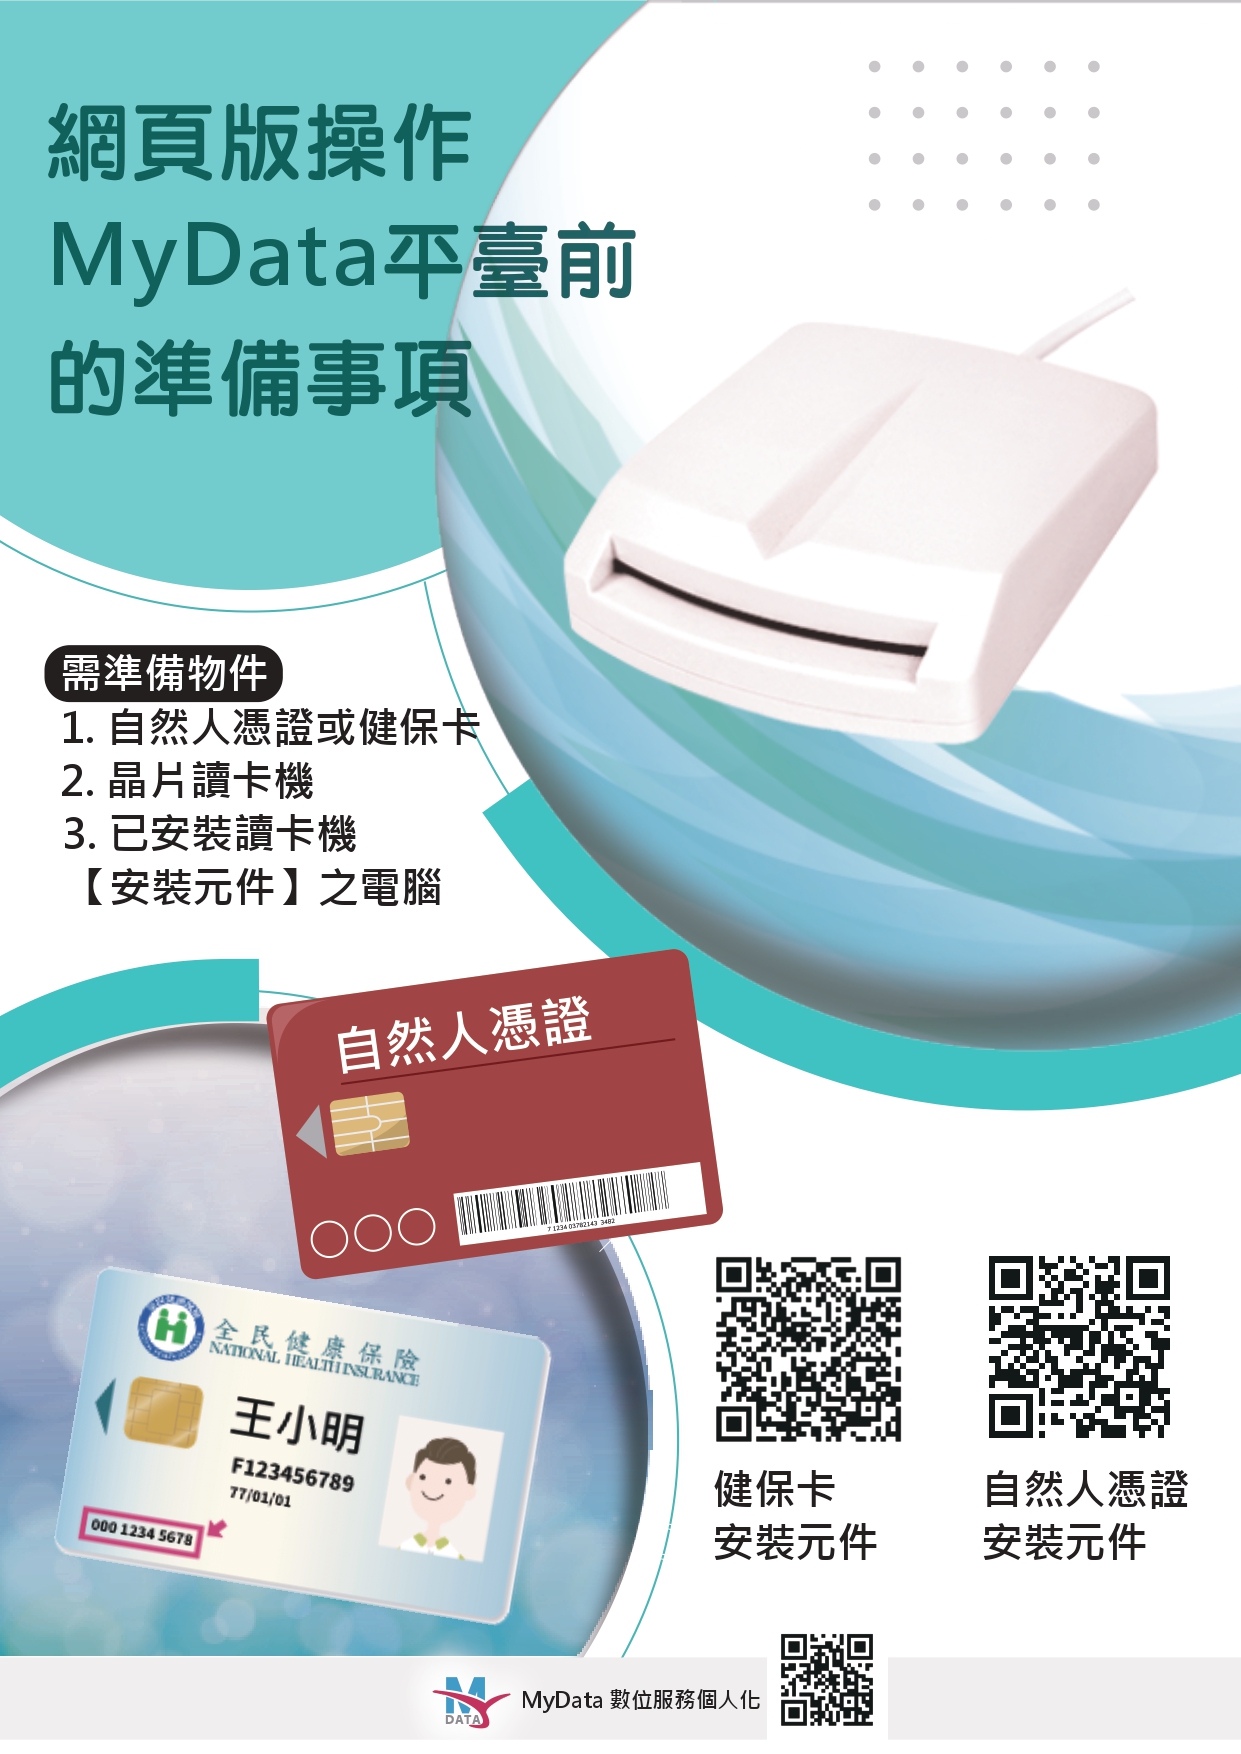 網頁版操作
MyData平臺前
的準備事項
需準備物件
1. 自然人憑證或健保卡
2. 晶片讀卡機
3. 已安裝讀卡機
【安裝元件】之電腦
自然人憑證
7 1234 03782143 3482
全民健康保險
NATIONAL HEALTH INSURANCE
王小明
F123456789
77/01/01
000 1234 5678
健保卡
安裝元件
自然人憑證
安裝元件
M
DATA
MyData 數位服務個人化